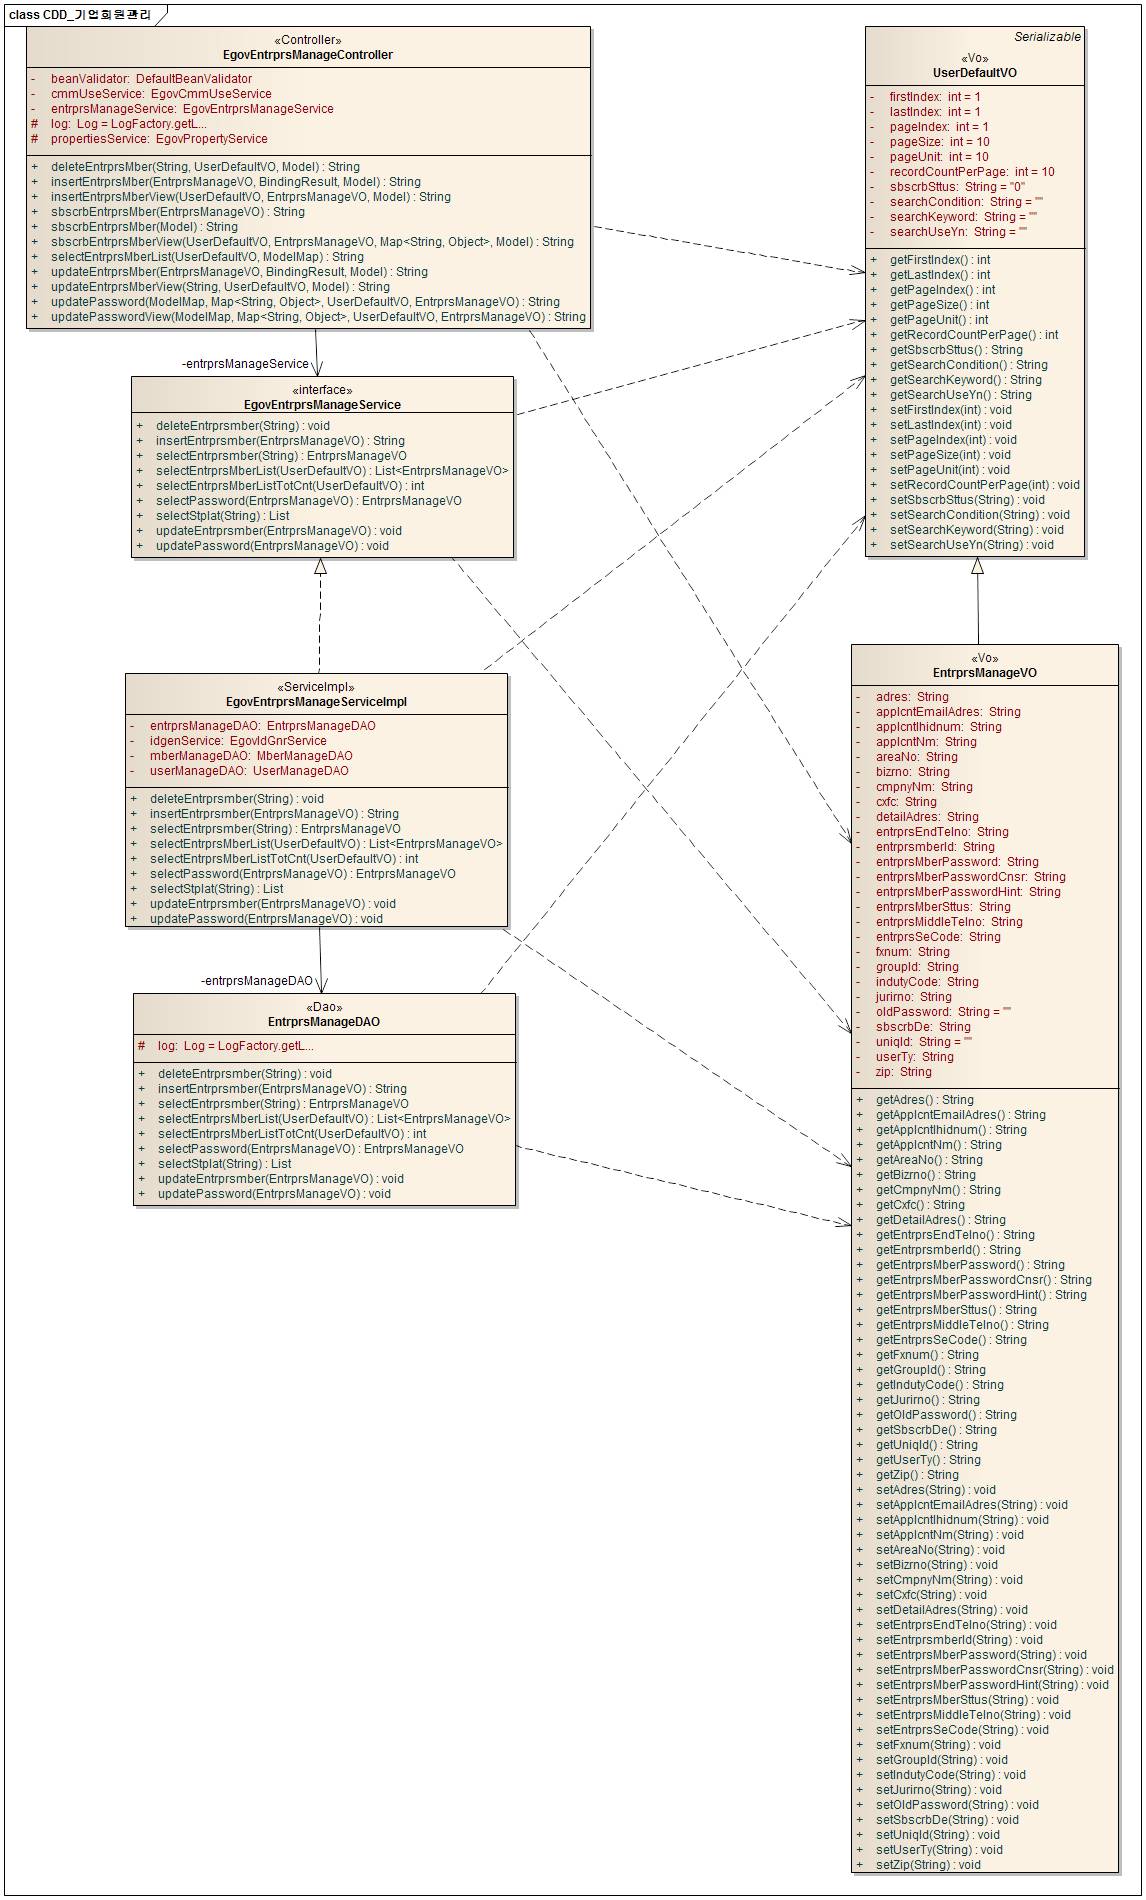 class CDD_기업회원관리
«Controller»
EgovEntrprsManageController
- beanValidator: DefaultBeanValidator
- cmmUseService: EgovCmmUseService
- entrprsManageService: EgovEntrprsManageService
# log: Log = LogFactory.getL...
# propertiesService: EgovPropertyService
+ deleteEntrprsMber(String, UserDefaultVO, Model) : String
+ insertEntrprsMber(EntrprsManageVO, BindingResult, Model) : String
+ insertEntrprsMberView(UserDefaultVO, EntrprsManageVO, Model) : String
+ sbscrbEntrprsMber(EntrprsManageVO) : String
+ sbscrbEntrprsMber(Model) : String
+ sbscrbEntrprsMberView(UserDefaultVO, EntrprsManageVO, Map<String, Object>, Model) : String
+ selectEntrprsMberList(UserDefaultVO, ModelMap) : String
+ updateEntrprsMber(EntrprsManageVO, BindingResult, Model) : String
+ updateEntrprsMberView(String, UserDefaultVO, Model) : String
+ updatePassword(ModelMap, Map<String, Object>, UserDefaultVO, EntrprsManageVO) : String
+ updatePasswordView(ModelMap, Map<String, Object>, UserDefaultVO, EntrprsManageVO) : String
-entrprsManageService
«interface»
EgovEntrprsManageService
+ deleteEntrprsmber(String) : void
+ insertEntrprsmber(EntrprsManageVO) : String
+ selectEntrprsmber(String) : EntrprsManageVO
+ selectEntrprsMberList(UserDefaultVO) : List<EntrprsManageVO>
+ selectEntrprsMberListTotCnt(UserDefaultVO) : int
+ selectPassword(EntrprsManageVO) : EntrprsManageVO
+ selectStplat(String) : List
+ updateEntrprsmber(EntrprsManageVO) : void
+ updatePassword(EntrprsManageVO) : void
«ServiceImpl»
EgovEntrprsManageServiceImpl
- entrprsManageDAO: EntrprsManageDAO
- idgenService: EgovIdGnrService
- mberManageDAO: MberManageDAO
- userManageDAO: UserManageDAO
+ deleteEntrprsmber(String) : void
+ insertEntrprsmber(EntrprsManageVO) : String
+ selectEntrprsmber(String) : EntrprsManageVO
+ selectEntrprsMberList(UserDefaultVO) : List<EntrprsManageVO>
+ selectEntrprsMberListTotCnt(UserDefaultVO) : int
+ selectPassword(EntrprsManageVO) : EntrprsManageVO
+ selectStplat(String) : List
+ updateEntrprsmber(EntrprsManageVO) : void
+ updatePassword(EntrprsManageVO) : void
-entrprsManageDAO
«Dao»
EntrprsManageDAO
# log: Log = LogFactory.getL...
+ deleteEntrprsmber(String) : void
+ insertEntrprsmber(EntrprsManageVO) : String
+ selectEntrprsmber(String) : EntrprsManageVO
+ selectEntrprsMberList(UserDefaultVO) : List<EntrprsManageVO>
+ selectEntrprsMberListTotCnt(UserDefaultVO) : int
+ selectPassword(EntrprsManageVO) : EntrprsManageVO
+ selectStplat(String) : List
+ updateEntrprsmber(EntrprsManageVO) : void
+ updatePassword(EntrprsManageVO) : void
Serializable
«Vo»
UserDefaultVO
- firstIndex: int = 1
- lastIndex: int = 1
- pageIndex: int = 1
- pageSize: int = 10
- pageUnit: int = 10
- recordCountPerPage: int = 10
- sbscrbSttus: String = "0"
- searchCondition: String = ""
- searchKeyword: String = ""
- searchUseYn: String = ""
+ getFirstIndex() : int
+ getLastIndex() : int
+ getPageIndex() : int
+ getPageSize() : int
+ getPageUnit() : int
+ getRecordCountPerPage() : int
+ getSbscrbSttus() : String
+ getSearchCondition() : String
+ getSearchKeyword() : String
+ getSearchUseYn() : String
+ setFirstIndex(int) : void
+ setLastIndex(int) : void
+ setPageIndex(int) : void
+ setPageSize(int) : void
+ setPageUnit(int) : void
+ setRecordCountPerPage(int) : void
+ setSbscrbSttus(String) : void
+ setSearchCondition(String) : void
+ setSearchKeyword(String) : void
+ setSearchUseYn(String) : void
«Vo»
EntrprsManageVO
- adres: String
- applcntEmailAdres: String
- applcntIhidnum: String
- applcntNm: String
- areaNo: String
- bizrno: String
- cmpnyNm: String
- cxfc: String
- detailAdres: String
- entrprsEndTelno: String
- entrprsmberId: String
- entrprsMberPassword: String
- entrprsMberPasswordCnsr: String
- entrprsMberPasswordHint: String
- entrprsMberSttus: String
- entrprsMiddleTelno: String
- entrprsSeCode: String
- fxnum: String
- groupId: String
- indutyCode: String
- jurirno: String
- oldPassword: String = ""
- sbscrbDe: String
- uniqId: String = ""
- userTy: String
- zip: String
+ getAdres() : String
+ getApplcntEmailAdres() : String
+ getApplcntIhidnum() : String
+ getApplcntNm() : String
+ getAreaNo() : String
+ getBizrno() : String
+ getCmpnyNm() : String
+ getCxfc() : String
+ getDetailAdres() : String
+ getEntrprsEndTelno() : String
+ getEntrprsmberId() : String
+ getEntrprsMberPassword() : String
+ getEntrprsMberPasswordCnsr() : String
+ getEntrprsMberPasswordHint() : String
+ getEntrprsMberSttus() : String
+ getEntrprsMiddleTelno() : String
+ getEntrprsSeCode() : String
+ getFxnum() : String
+ getGroupId() : String
+ getIndutyCode() : String
+ getJurirno() : String
+ getOldPassword() : String
+ getSbscrbDe() : String
+ getUniqId() : String
+ getUserTy() : String
+ getZip() : String
+ setAdres(String) : void
+ setApplcntEmailAdres(String) : void
+ setApplcntIhidnum(String) : void
+ setApplcntNm(String) : void
+ setAreaNo(String) : void
+ setBizrno(String) : void
+ setCmpnyNm(String) : void
+ setCxfc(String) : void
+ setDetailAdres(String) : void
+ setEntrprsEndTelno(String) : void
+ setEntrprsmberId(String) : void
+ setEntrprsMberPassword(String) : void
+ setEntrprsMberPasswordCnsr(String) : void
+ setEntrprsMberPasswordHint(String) : void
+ setEntrprsMberSttus(String) : void
+ setEntrprsMiddleTelno(String) : void
+ setEntrprsSeCode(String) : void
+ setFxnum(String) : void
+ setGroupId(String) : void
+ setIndutyCode(String) : void
+ setJurirno(String) : void
+ setOldPassword(String) : void
+ setSbscrbDe(String) : void
+ setUniqId(String) : void
+ setUserTy(String) : void
+ setZip(String) : void